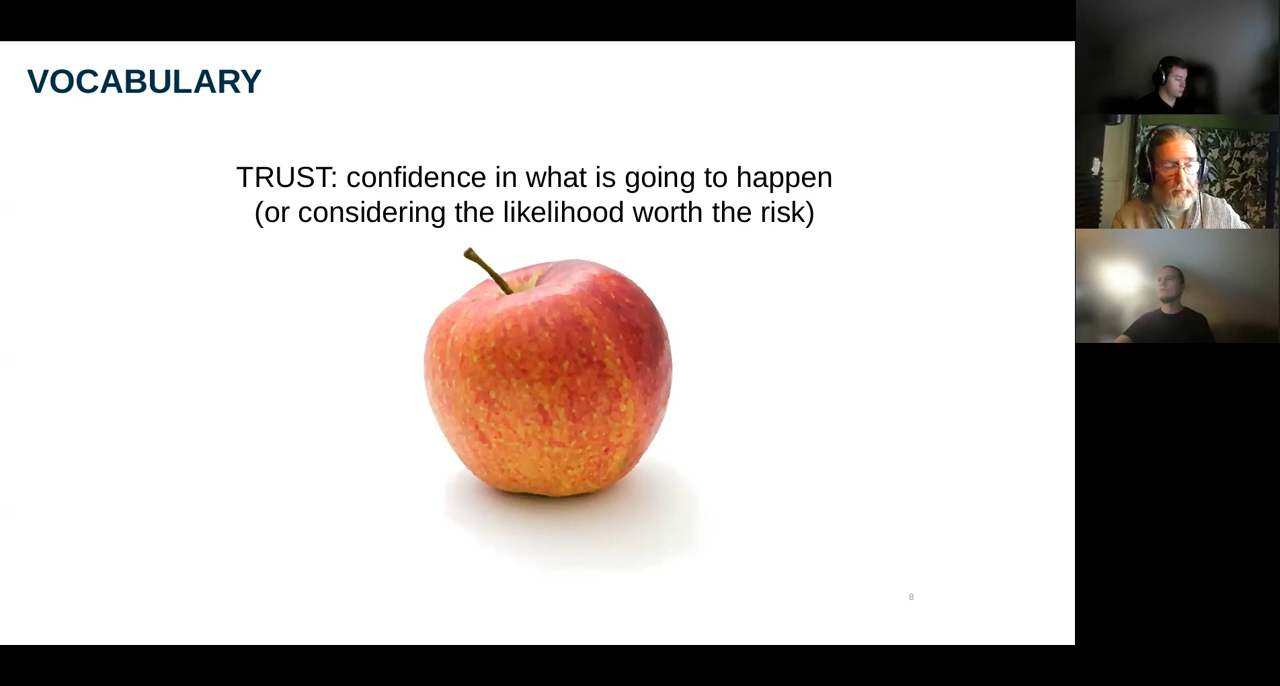 VOCABULARY
TRUST: confidence in what is going to happen
(or considering the likelihood worth the risk)
8